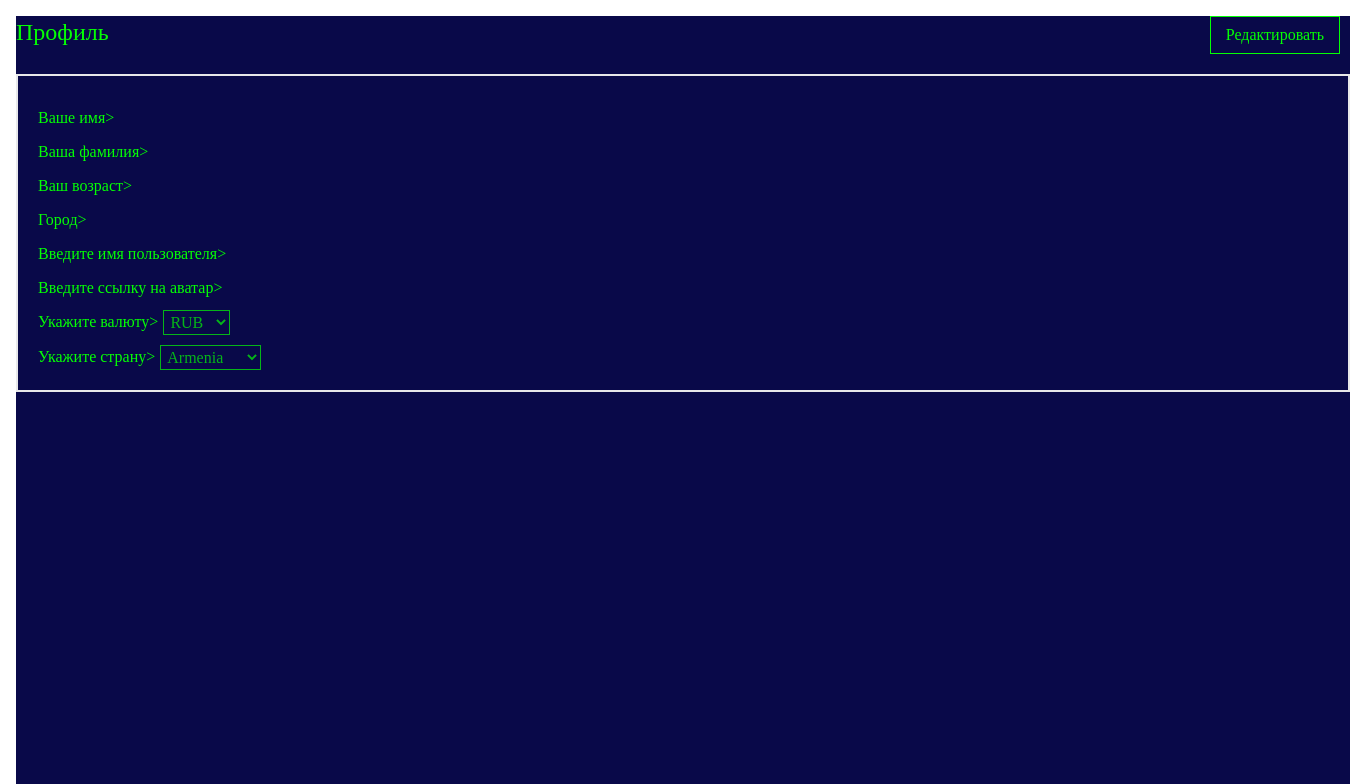 Профиль
Редактировать
Ваше имя>
Ваша фамилия>
Ваш возраст>
Город>
Введите имя пользователя>
Введите ссылку на аватар>
Укажите валюту> RUB
Укажите страну> Armenia